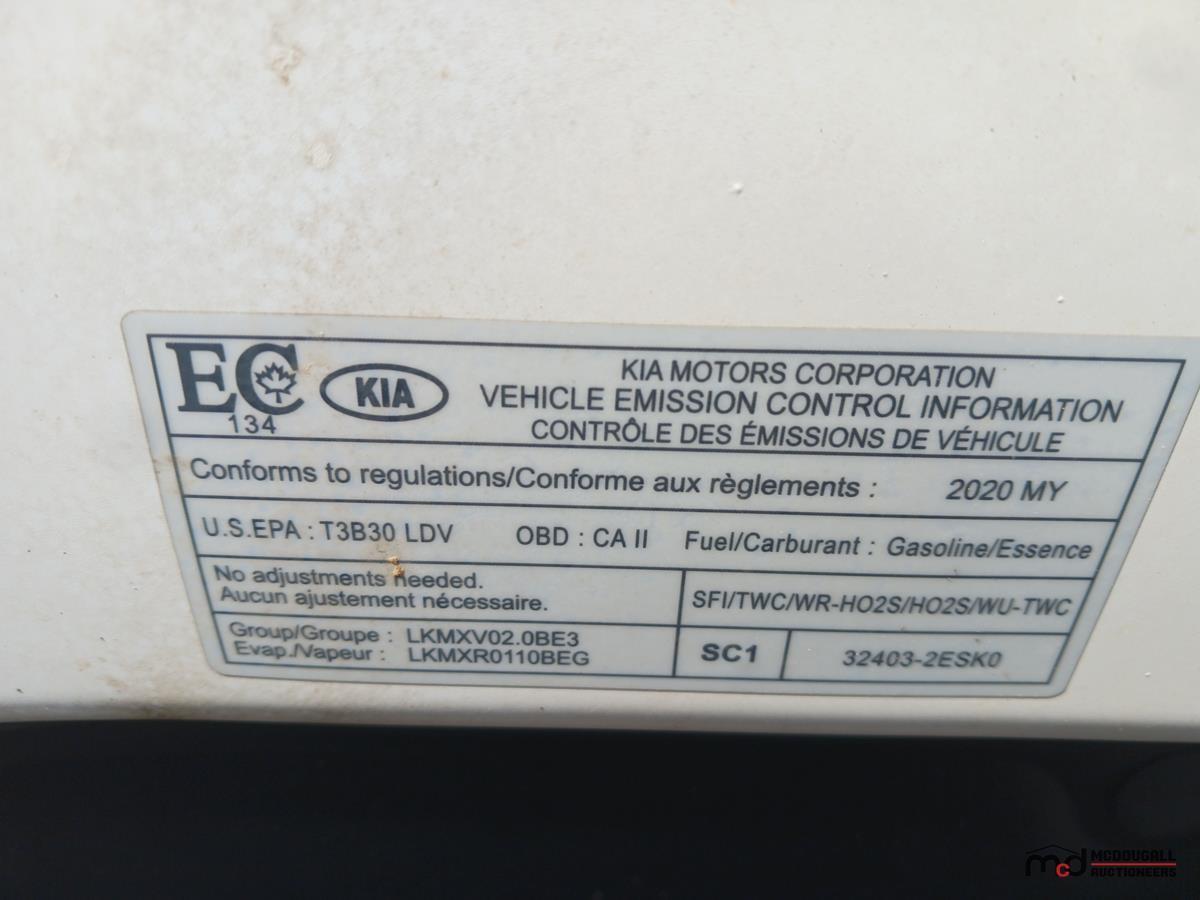 EC
134
KIA
KIA MOTORS CORPORATION
VEHICLE EMISSION CONTROL INFORMATION
CONTRÔLE DES ÉMISSIONS DE VÉHICULE
Conforms to regulations/Conforme aux règlements : 2020 MY
U.S.EPA : T3B30 LDV OBD : CA II Fuel/Carburant : Gasoline/Essence
No adjustments needed.
Aucun ajustement nécessaire.
SFI/TWC/WR-HO2S/HO2S/WU-TWC
Group/Groupe : LKMXV02.0BE3
Evap./Vapeur : LKMXR0110BEG
SC1
32403-2ESK0
mcd
MCDOUGALL
AUCTIONEERS